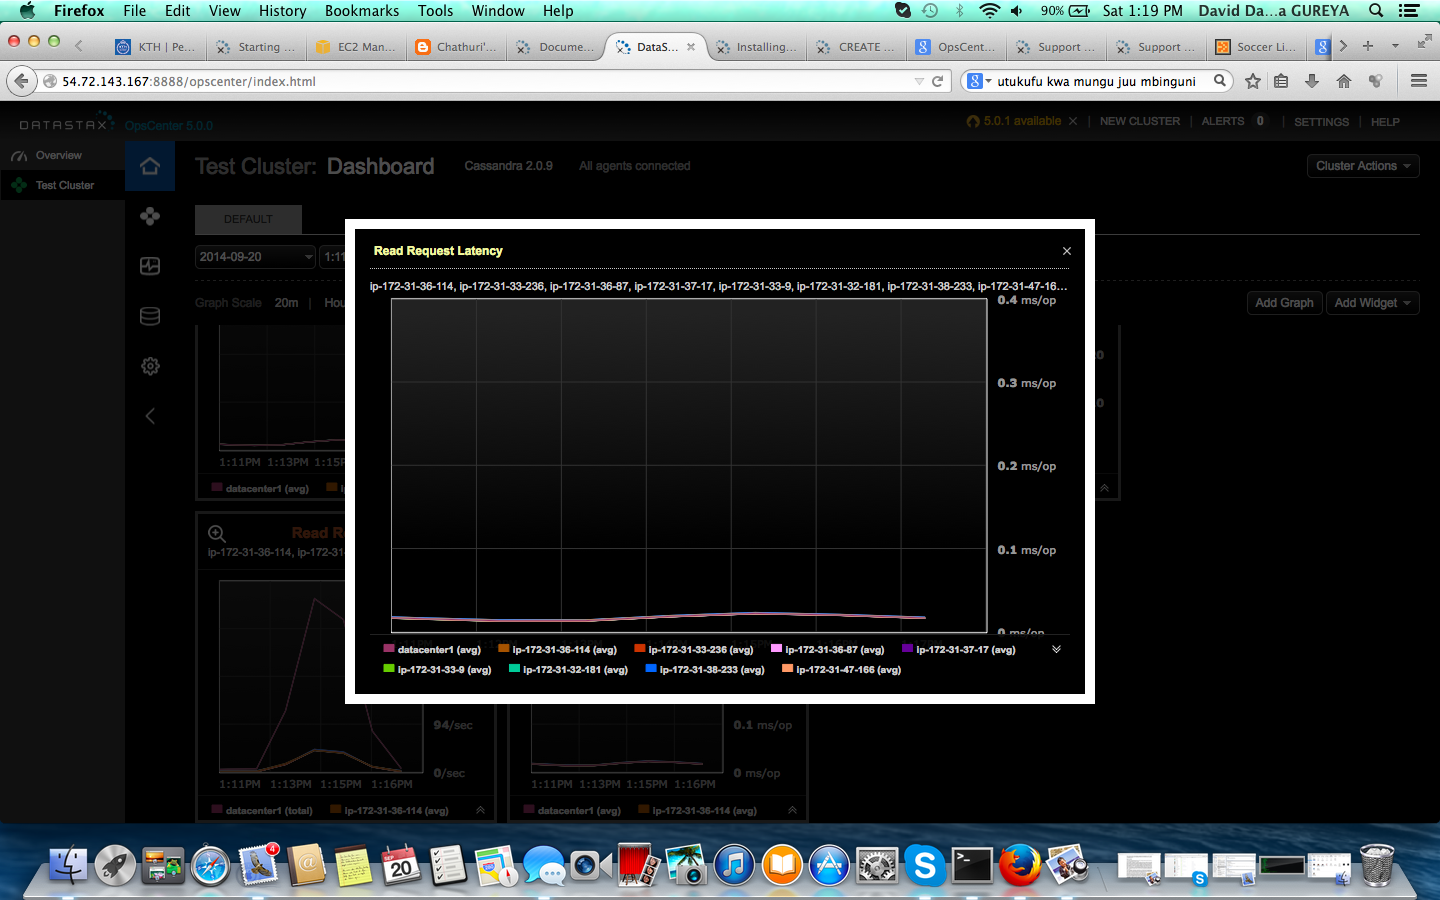 Firefox File Edit View History Bookmarks Tools Window Help 90% Sat 1:19 PM David Da...a GUREYA
KTH | Pe... Starting ... EC2 Man... Chathuri'... Docume... DataS... Installing... CREATE ... OpsCent... Support ... Support ... Soccer Li...
54.72.143.167:8888/opscenter/index.html utukufu kwa mungu juu mbinguni
DATASTAX OpsCenter 5.0.0 5.0.1 available NEW CLUSTER | ALERTS 0 | SETTINGS | HELP
Overview
Test Cluster
Test Cluster: Dashboard Cassandra 2.0.9 All agents connected Cluster Actions
DEFAULT
2014-09-20 1:11
Graph Scale 20m | Hou
Add Graph Add Widget
Read Request Latency
ip-172-31-36-114, ip-172-31-33-236, ip-172-31-36-87, ip-172-31-37-17, ip-172-31-33-9, ip-172-31-32-181, ip-172-31-38-233, ip-172-31-47-16...
0.4 ms/op
0.3 ms/op
0.2 ms/op
0.1 ms/op
0 ms/op
datacenter1 (avg) ip-172-31-36-114 (avg) ip-172-31-33-236 (avg) ip-172-31-36-87 (avg) ip-172-31-37-17 (avg)
ip-172-31-33-9 (avg) ip-172-31-32-181 (avg) ip-172-31-38-233 (avg) ip-172-31-47-166 (avg)
1:11PM 1:13PM 1:15P
datacenter1 (avg)
Read R
ip-172-31-36-114, ip-172-31
94/sec
0/sec
1:11PM 1:13PM 1:15PM 1:16PM
datacenter1 (total) ip-172-31-36-114 (avg)
0.1 ms/op
0 ms/op
1:11PM 1:13PM 1:15PM 1:16PM
datacenter1 (avg) ip-172-31-36-114 (avg)
4
SEP
20